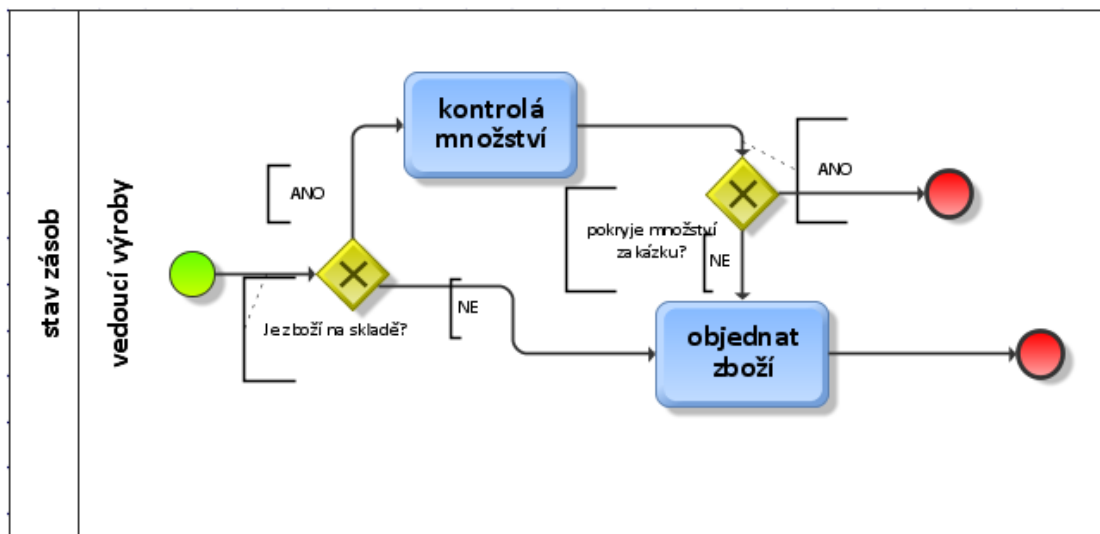 stav zásob
vedoucí výroby
kontrolá
množství
ANO
ANO
pokryje množství
zakázku?
NE
Je zboží na skladě?
NE
objednat
zboží